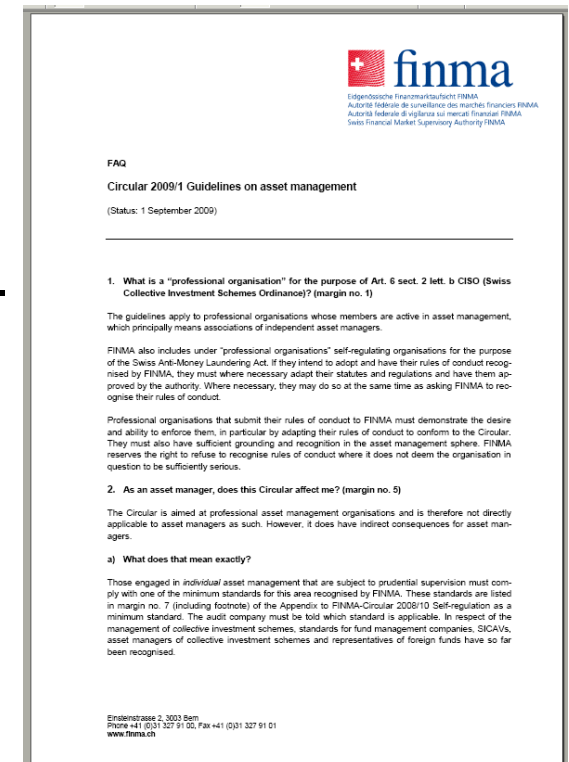 finma
Eidgenössische Finanzmarktaufsicht FINMA
Autorité fédérale de surveillance des marchés financiers FINMA
Autorità federale di vigilanza sui mercati finanziari FINMA
Swiss Financial Market Supervisory Authority FINMA
FAQ
Circular 2009/1 Guidelines on asset management
(Status: 1 September 2009)
1. What is a “professional organisation” for the purpose of Art. 6 sect. 2 lett. b CISO (Swiss
Collective Investment Schemes Ordinance)? (margin no. 1)
The guidelines apply to professional organisations whose members are active in asset management,
which principally means associations of independent asset managers.
FINMA also includes under “professional organisations” self-regulating organisations for the purpose
of the Swiss Anti-Money Laundering Act. If they intend to adopt and have their rules of conduct recog-
nised by FINMA, they must where necessary adapt their statutes and regulations and have them ap-
proved by the authority. Where necessary, they may do so at the same time as asking FINMA to rec-
ognise their rules of conduct.
Professional organisations that submit their rules of conduct to FINMA must demonstrate the desire
and ability to enforce them, in particular by adapting their rules of conduct to conform to the Circular.
They must also have sufficient grounding and recognition in the asset management sphere. FINMA
reserves the right to refuse to recognise rules of conduct where it does not deem the organisation in
question to be sufficiently serious.
2. As an asset manager, does this Circular affect me? (margin no. 5)
The Circular is aimed at professional asset management organisations and is therefore not directly
applicable to asset managers as such. However, it does have indirect consequences for asset man-
agers.
a) What does that mean exactly?
Those engaged in individual asset management that are subject to prudential supervision must com-
ply with one of the minimum standards for this area recognised by FINMA. These standards are listed
in margin no. 7 (including footnote) of the Appendix to FINMA-Circular 2008/10 Self-regulation as a
minimum standard. The audit company must be told which standard is applicable. In respect of the
management of collective investment schemes, standards for fund management companies, SICAVs,
asset managers of collective investment schemes and representatives of foreign funds have so far
been recognised.
Einsteinstrasse 2, 3003 Bern
Phone +41 (0)31 327 91 00, Fax +41 (0)31 327 91 01
www.finma.ch